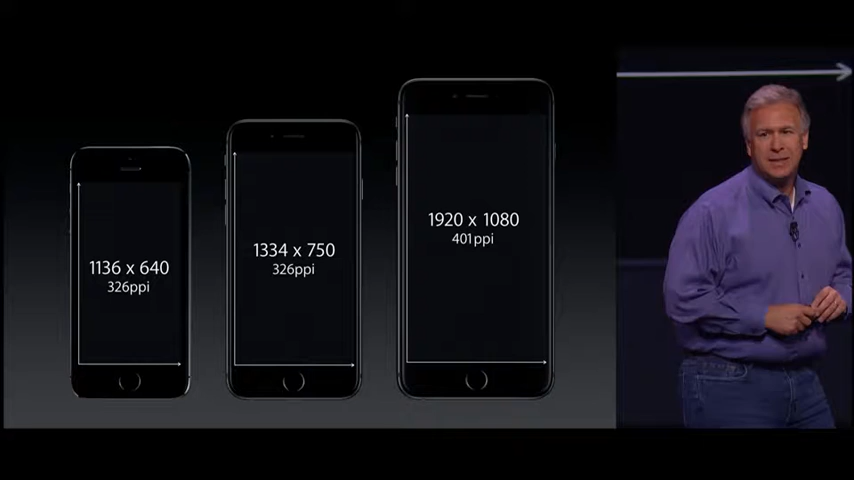 1136 x 640
326ppi
1334 x 750
326ppi
1920 x 1080
401ppi